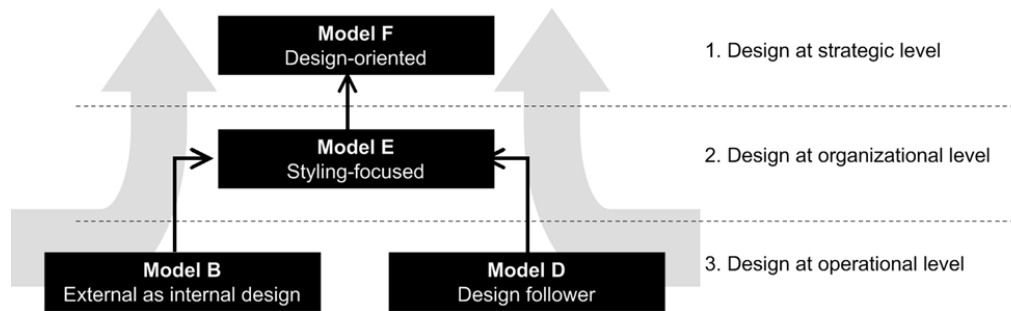 Model F
Design-oriented
1. Design at strategic level
Model E
Styling-focused
2. Design at organizational level
Model B
External as internal design
Model D
Design follower
3. Design at operational level